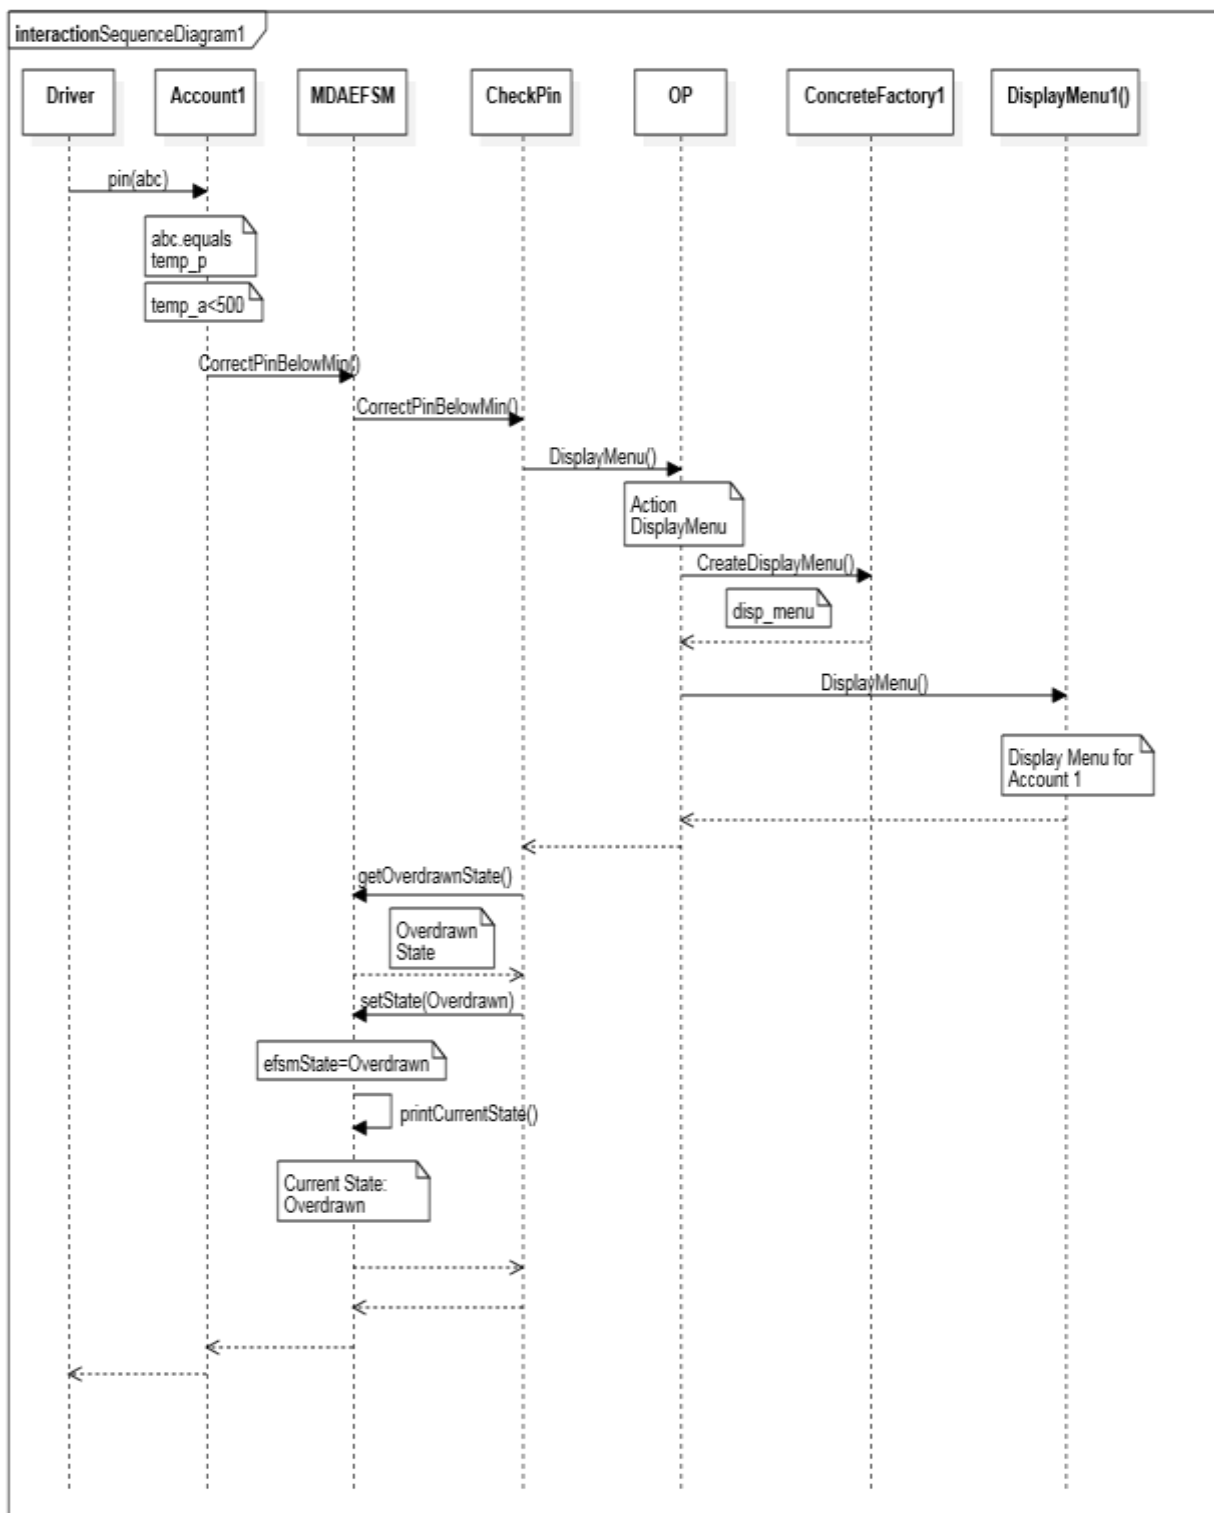 interactionSequenceDiagram1
Driver
Account1
MDAEFSM
CheckPin
OP
ConcreteFactory1
DisplayMenu1()
pin(abc)
abc.equals
temp_p
temp_a<500
CorrectPinBelowMin()
CorrectPinBelowMin()
DisplayMenu()
Action
DisplayMenu
CreateDisplayMenu()
disp_menu
DisplayMenu()
Display Menu for
Account 1
getOverdrawnState()
Overdrawn
State
setState(Overdrawn)
efsmState=Overdrawn
printCurrentState()
Current State:
Overdrawn